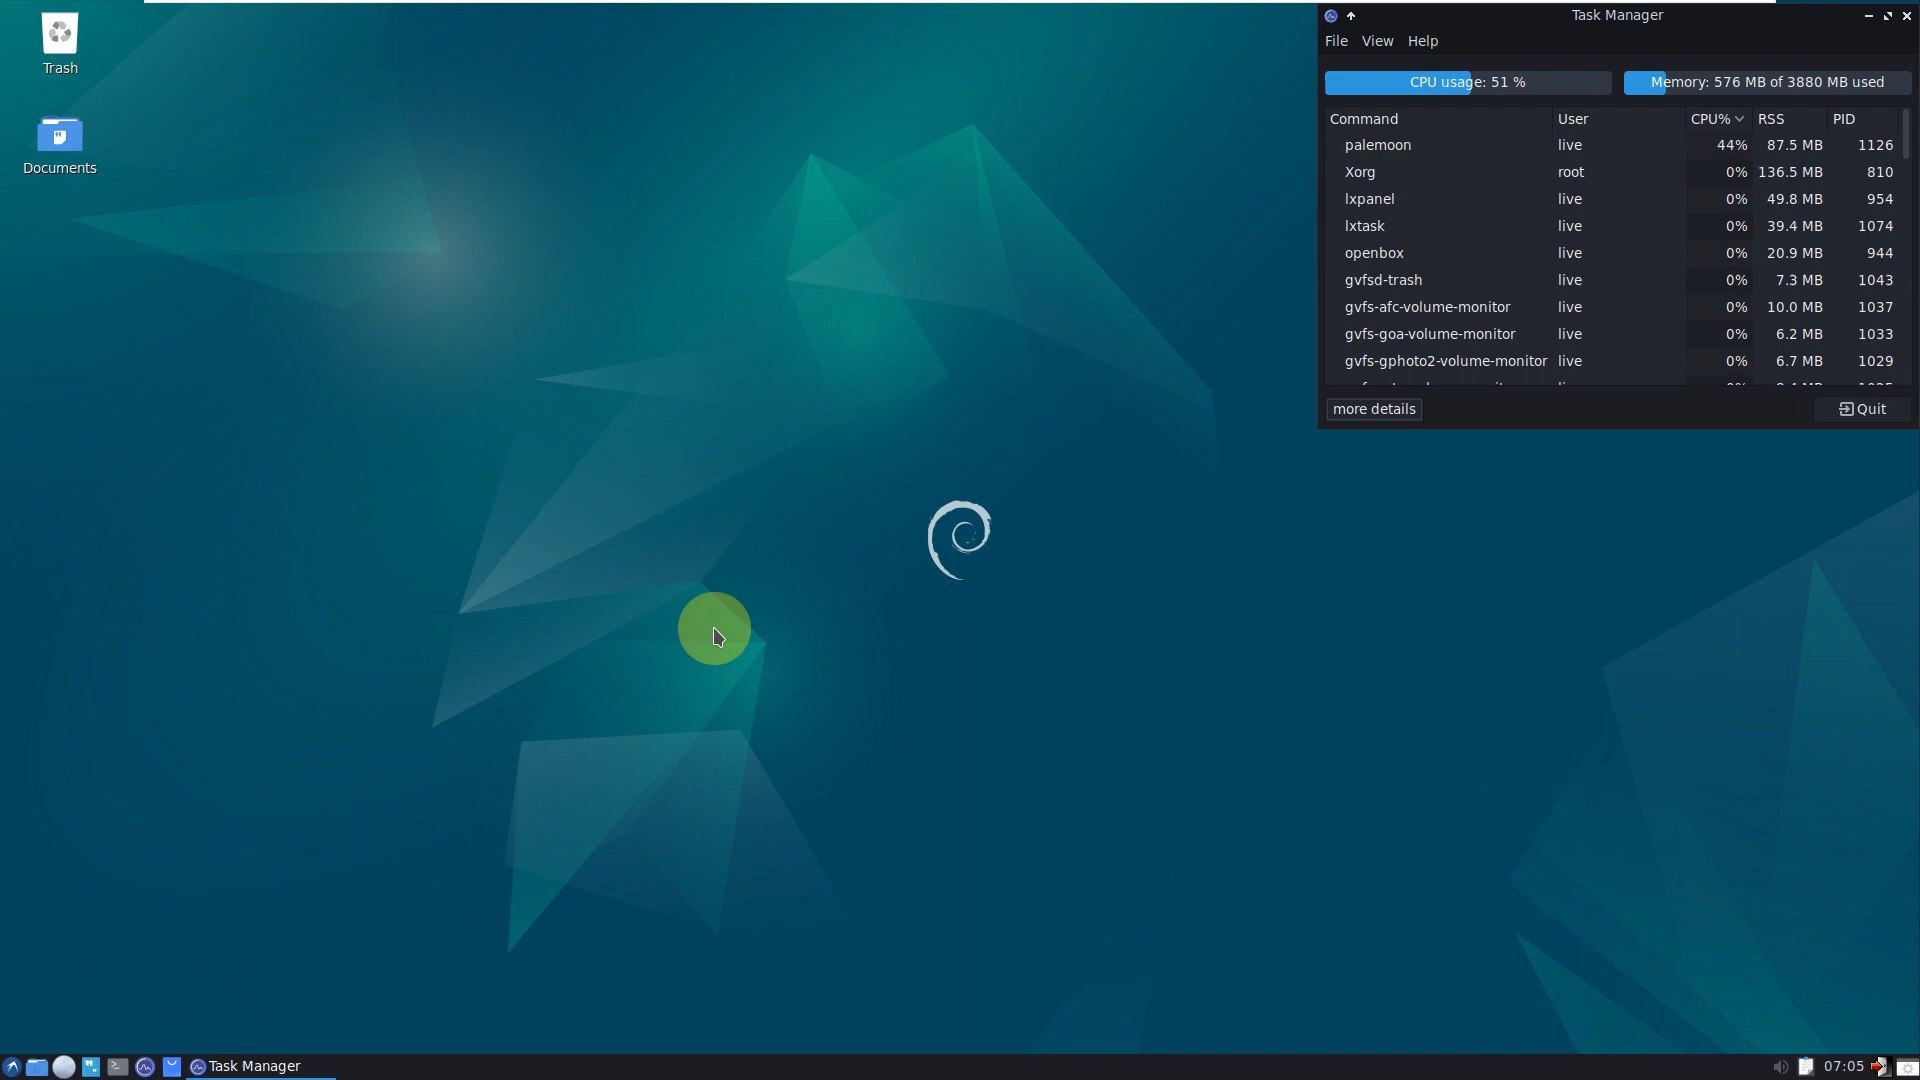 Trash
Documents
Task Manager
File View Help
CPU usage: 51 % Memory: 576 MB of 3880 MB used
Command User CPU% RSS PID
palemoon live 44% 87.5 MB 1126
Xorg root 0% 136.5 MB 810
lxpanel live 0% 49.8 MB 954
lxtask live 0% 39.4 MB 1074
openbox live 0% 20.9 MB 944
gvfsd-trash live 0% 7.3 MB 1043
gvfs-afc-volume-monitor live 0% 10.0 MB 1037
gvfs-goa-volume-monitor live 0% 6.2 MB 1033
gvfs-gphoto2-volume-monitor live 0% 6.7 MB 1029
more details Quit
Task Manager 07:05